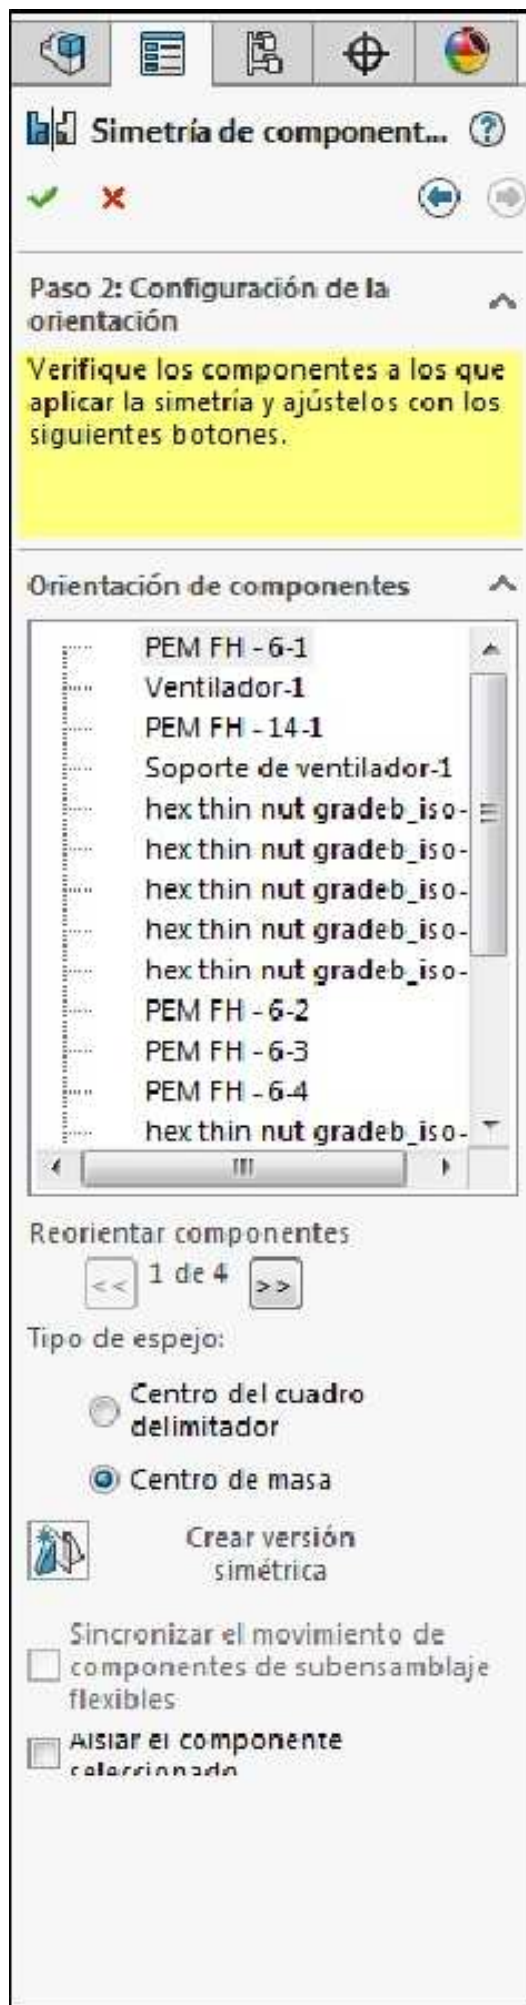 Simetría de component...
Paso 2: Configuración de la
orientación
Verifique los componentes a los que
aplicar la simetría y ajústelos con los
siguientes botones.
Orientación de componentes
PEM FH - 6-1
Ventilador-1
PEM FH - 14-1
Soporte de ventilador-1
hex thin nut gradeb_iso-
hex thin nut gradeb_iso-
hex thin nut gradeb_iso-
hex thin nut gradeb_iso-
hex thin nut gradeb_iso-
PEM FH - 6-2
PEM FH - 6-3
PEM FH - 6-4
hex thin nut gradeb_iso-
Reorientar componentes
<< 1 de 4 >>
Tipo de espejo:
Centro del cuadro
delimitador
Centro de masa
Crear versión
simétrica
Sincronizar el movimiento de
componentes de subensamblaje
flexibles
Aislar el componente
seleccionado